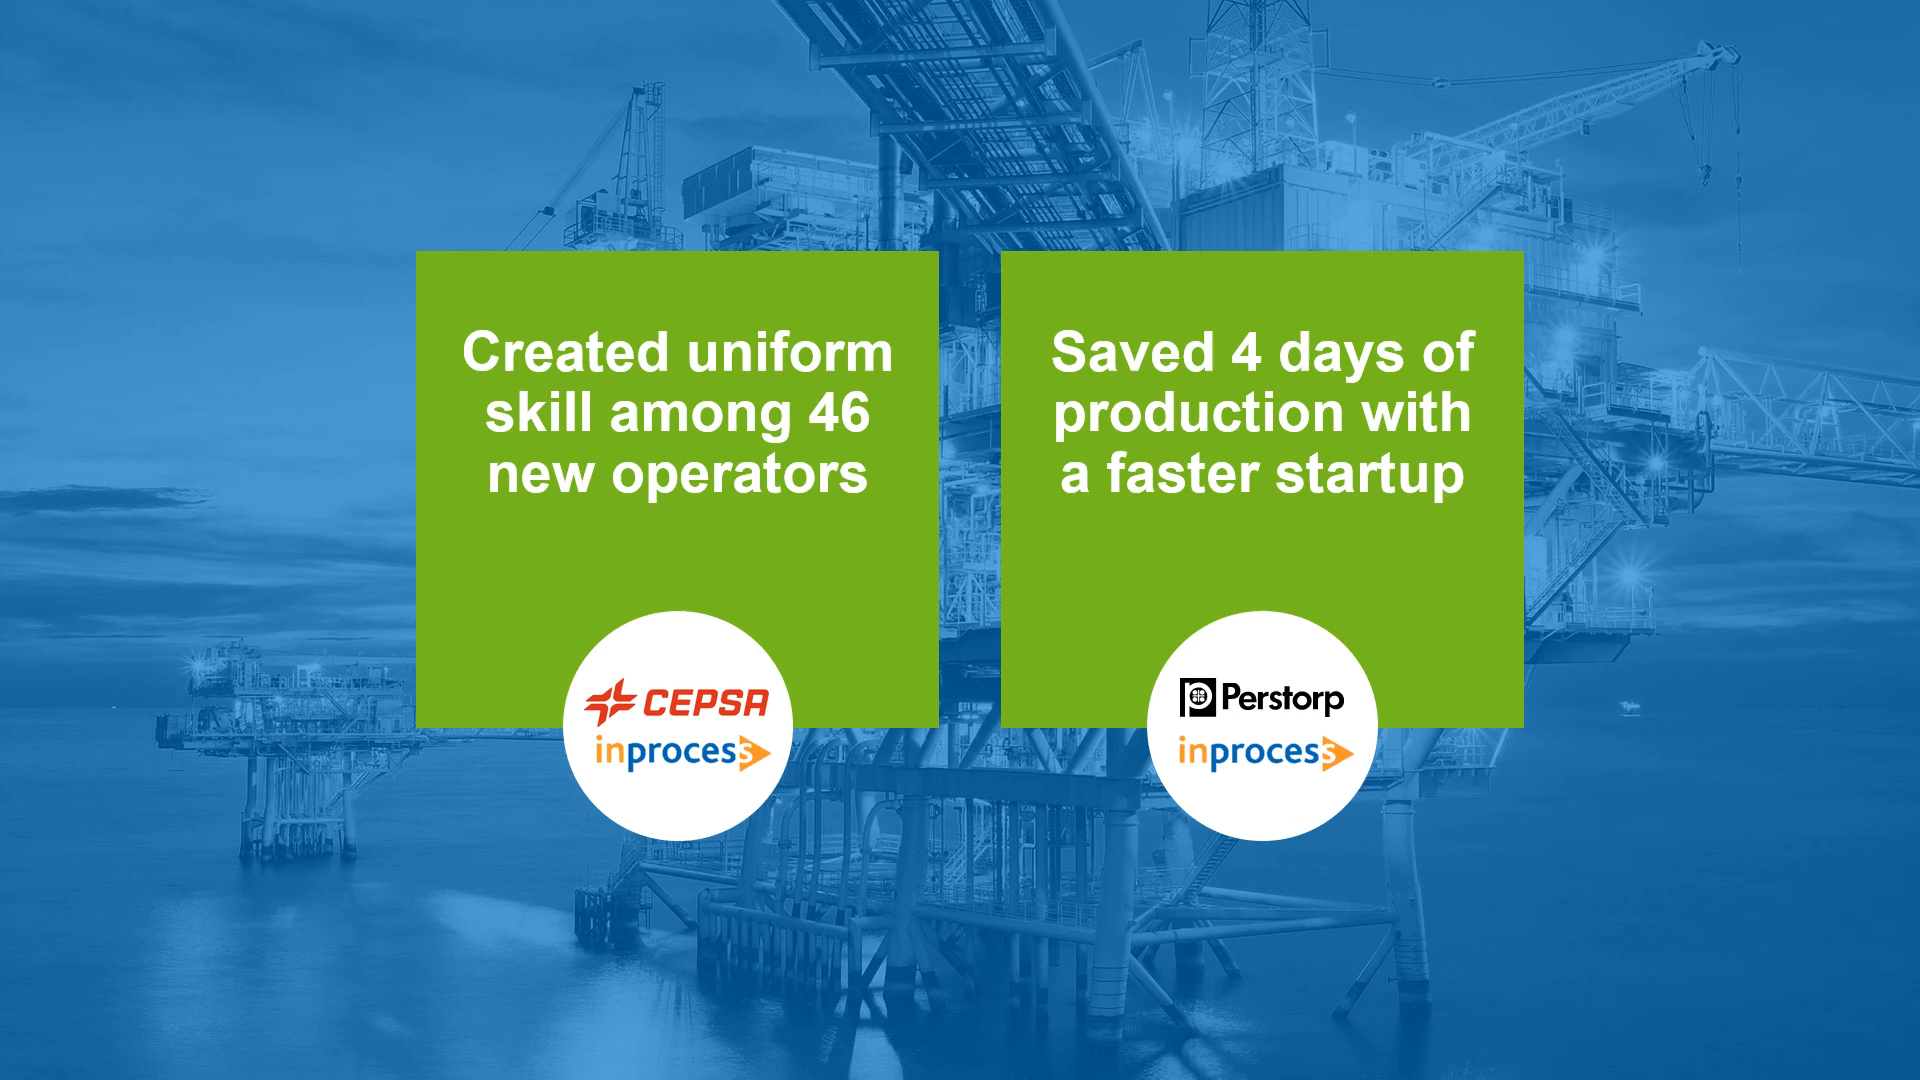 Created uniform
skill among 46
new operators
CEPSA
inprocess
Saved 4 days of
production with
a faster startup
Perstorp
inprocess